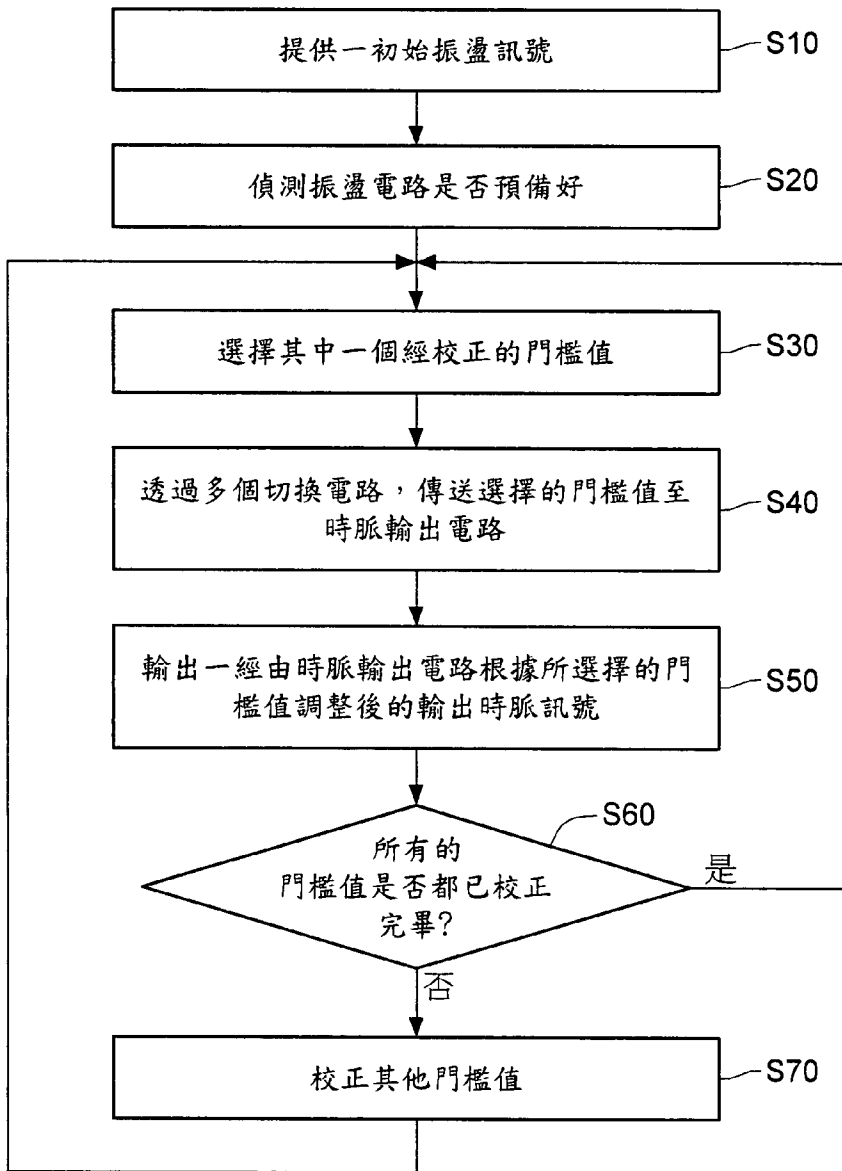 提供一初始振盪訊號
S10
偵測振盪電路是否預備好
S20
選擇其中一個經校正的門檻值
S30
透過多個切換電路，傳送選擇的門檻值至
時脈輸出電路
S40
輸出一經由時脈輸出電路根據所選擇的門
檻值調整後的輸出時脈訊號
S50
S60
所有的
門檻值是否都已校正
完畢?
是
否
校正其他門檻值
S70